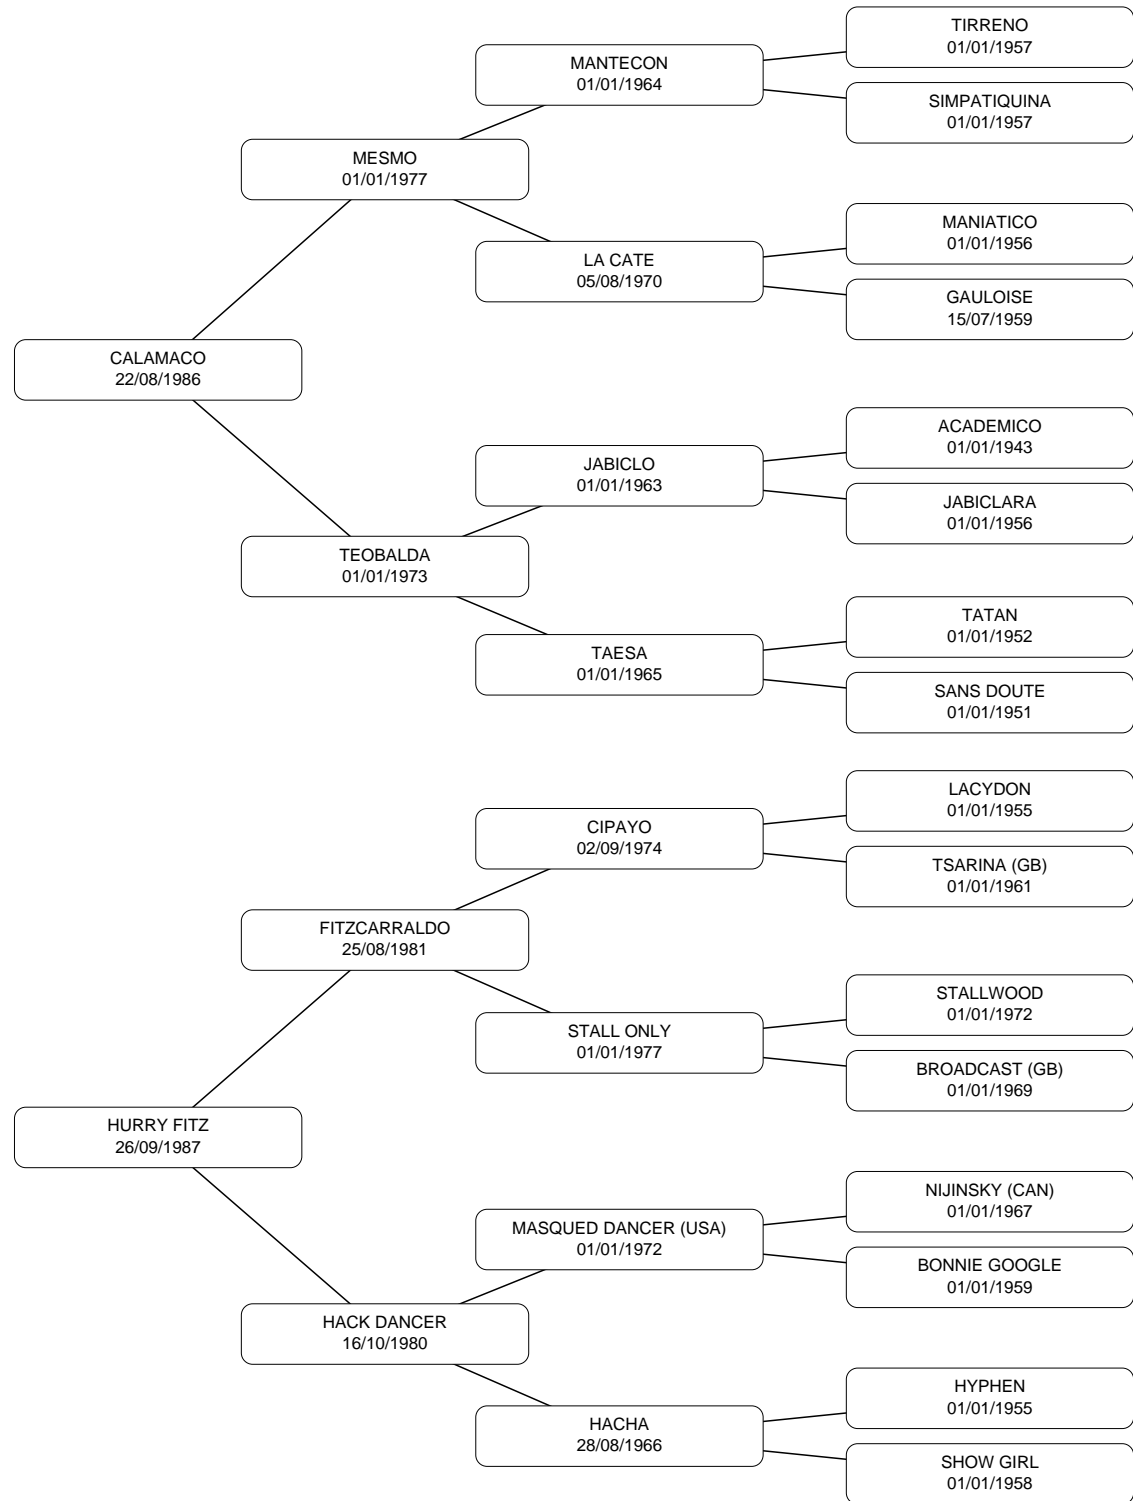 TIRRENO
01/01/1957
MANTECON
01/01/1964
SIMPATIQUINA
01/01/1957
MESMO
01/01/1977
MANIATICO
01/01/1956
LA CATE
05/08/1970
GAULOISE
15/07/1959
CALAMACO
22/08/1986
ACADEMICO
01/01/1943
JABICLO
01/01/1963
JABICLARA
01/01/1956
TEOBALDA
01/01/1973
TATAN
01/01/1952
TAESA
01/01/1965
SANS DOUTE
01/01/1951
LACYDON
01/01/1955
CIPAYO
02/09/1974
TSARINA (GB)
01/01/1961
FITZCARRALDO
25/08/1981
STALLWOOD
01/01/1972
STALL ONLY
01/01/1977
BROADCAST (GB)
01/01/1969
HURRY FITZ
26/09/1987
NIJINSKY (CAN)
01/01/1967
MASQUED DANCER (USA)
01/01/1972
BONNIE GOOGLE
01/01/1959
HACK DANCER
16/10/1980
HYPHEN
01/01/1955
HACHA
28/08/1966
SHOW GIRL
01/01/1958